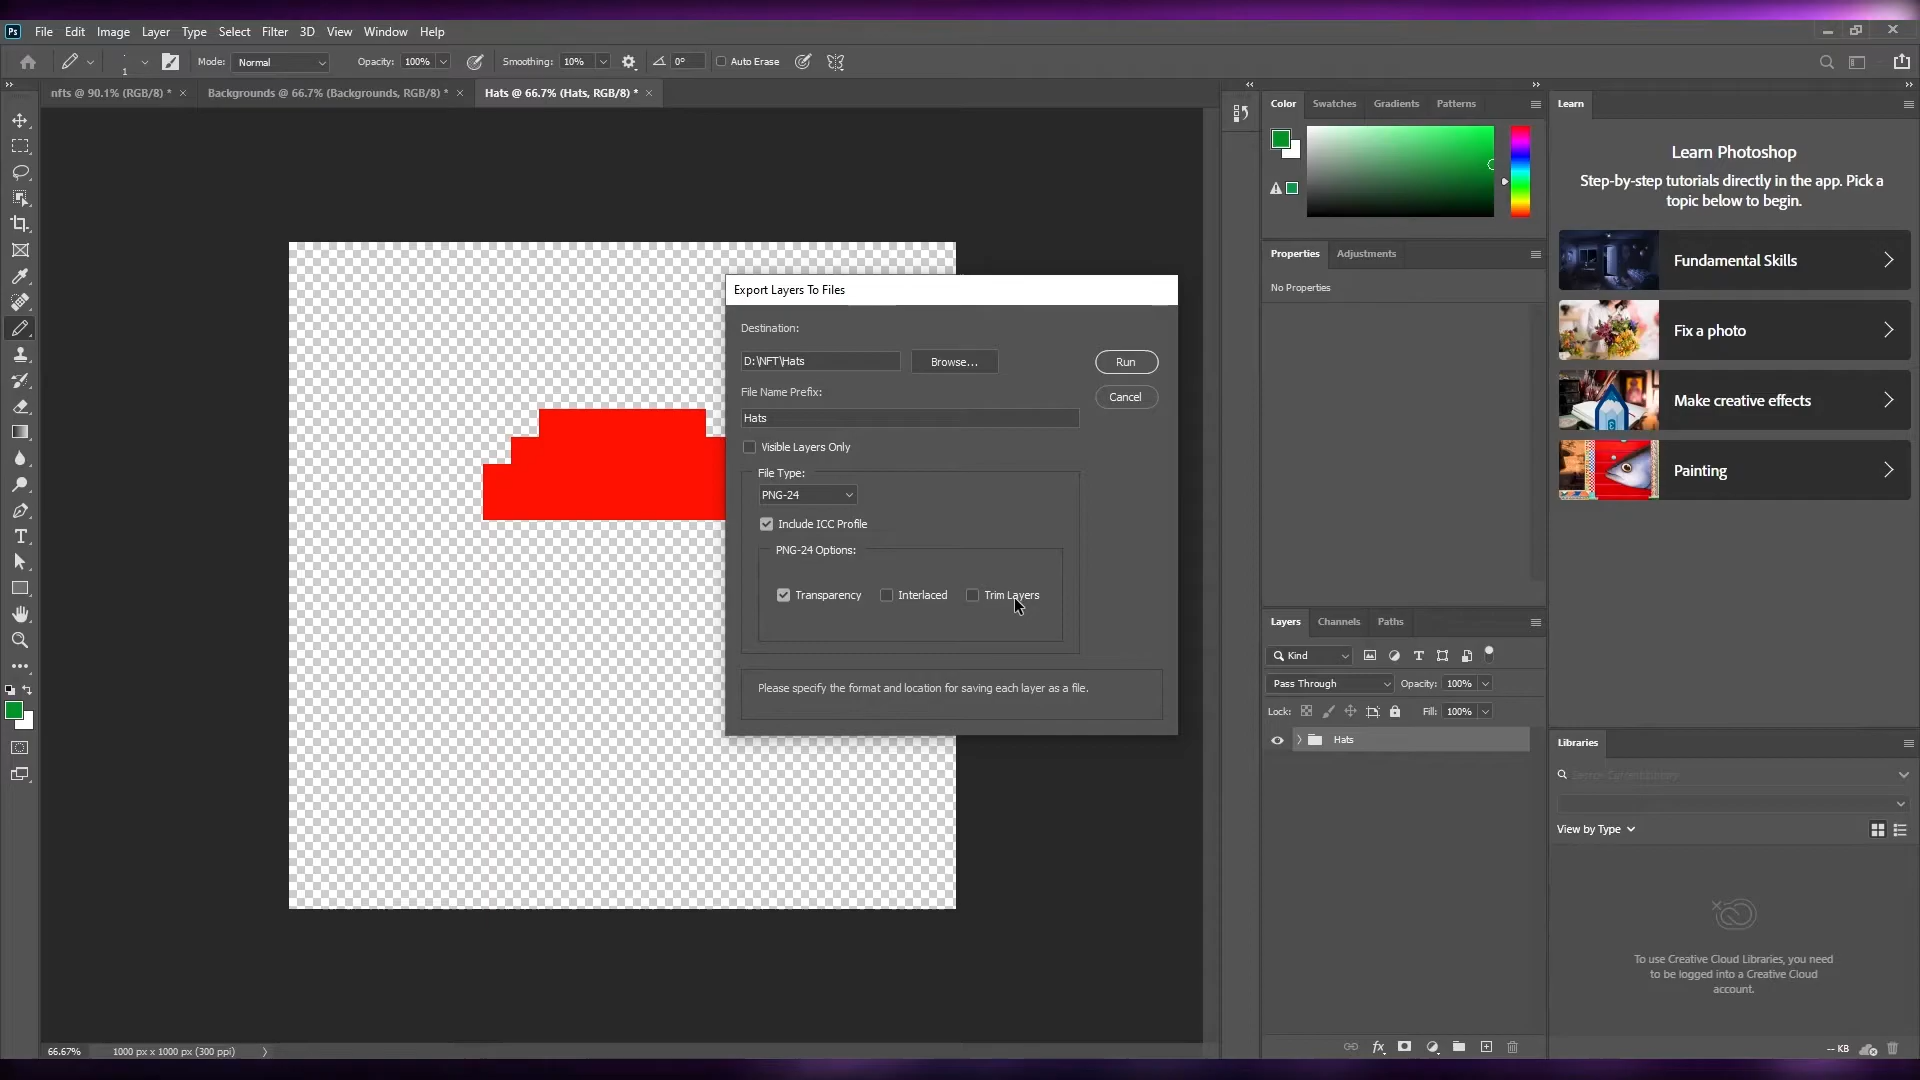 Ps File Edit Image Layer Type Select Filter 3D View Window Help
1 Mode: Normal Opacity: 100% Smoothing: 10% 0° Auto Erase
nfts @ 90.1% (RGB/8) * × Backgrounds @ 66.7% (Backgrounds, RGB/8) * × Hats @ 66.7% (Hats, RGB/8) * ×
Color Swatches Gradients Patterns
Learn
Learn Photoshop
Step-by-step tutorials directly in the app. Pick a
topic below to begin.
Fundamental Skills
Fix a photo
Make creative effects
Painting
Properties Adjustments
No Properties
Export Layers To Files
Destination:
D:\NFT\Hats Browse... Run
File Name Prefix:
Cancel
Hats
Visible Layers Only
File Type:
PNG-24
Include ICC Profile
PNG-24 Options:
Transparency Interlaced Trim Layers
Please specify the format and location for saving each layer as a file.
Layers Channels Paths
Kind
Pass Through Opacity: 100%
Lock: Fill: 100%
Hats
Libraries
Search Current Library
View by Type
To use Creative Cloud Libraries, you need
to be logged into a Creative Cloud
account.
66.67% 1000 px x 1000 px (300 ppi)
-- KB